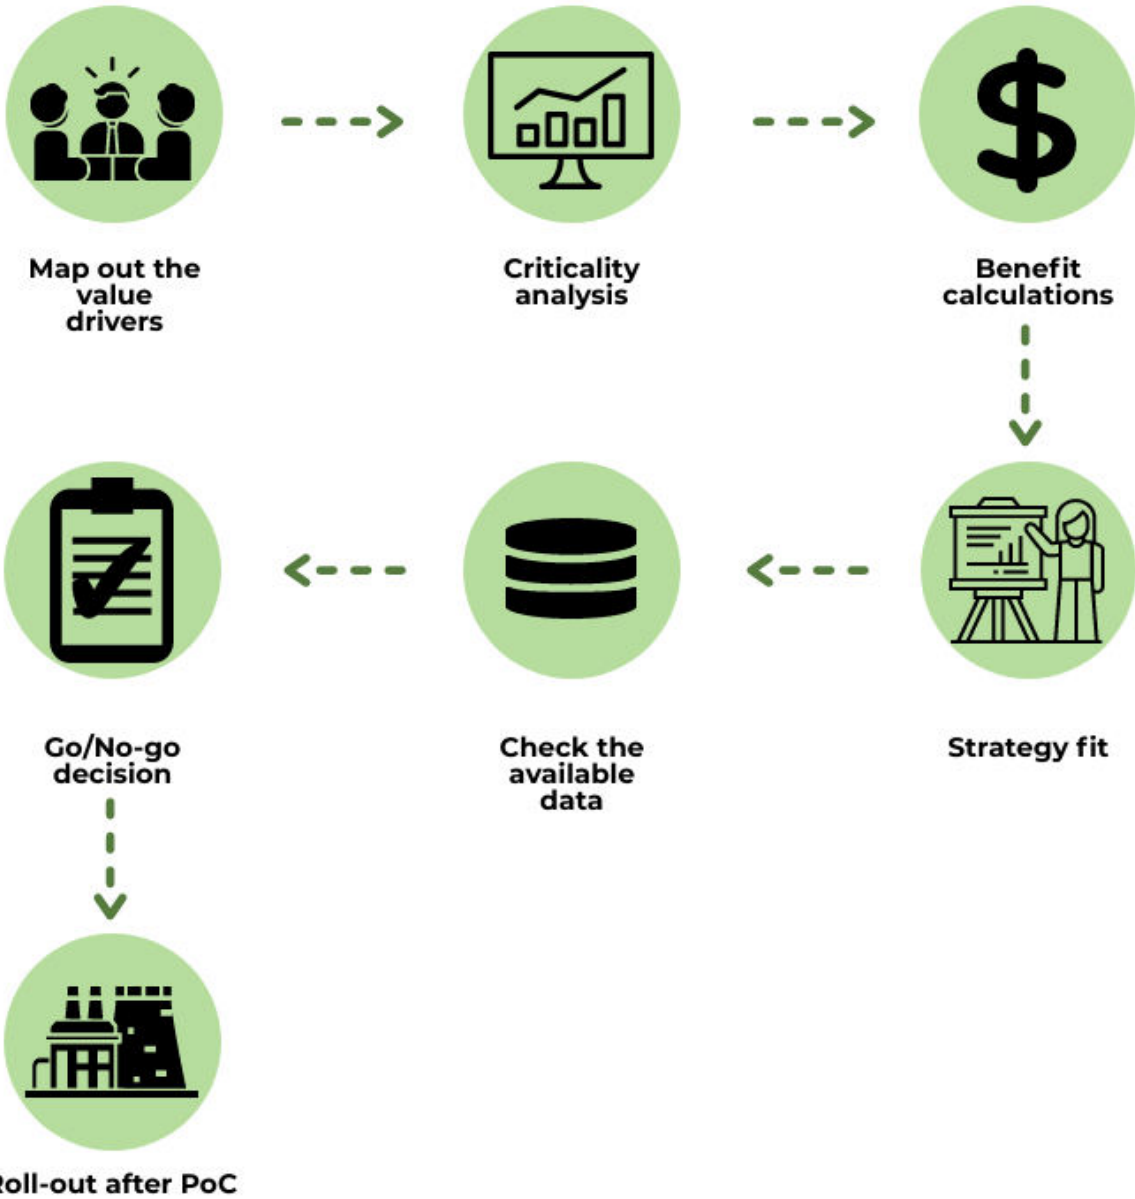 Map out the
value
drivers
Criticality
analysis
Benefit
calculations
Strategy fit
Check the
available
data
Go/No-go
decision
Roll-out after PoC